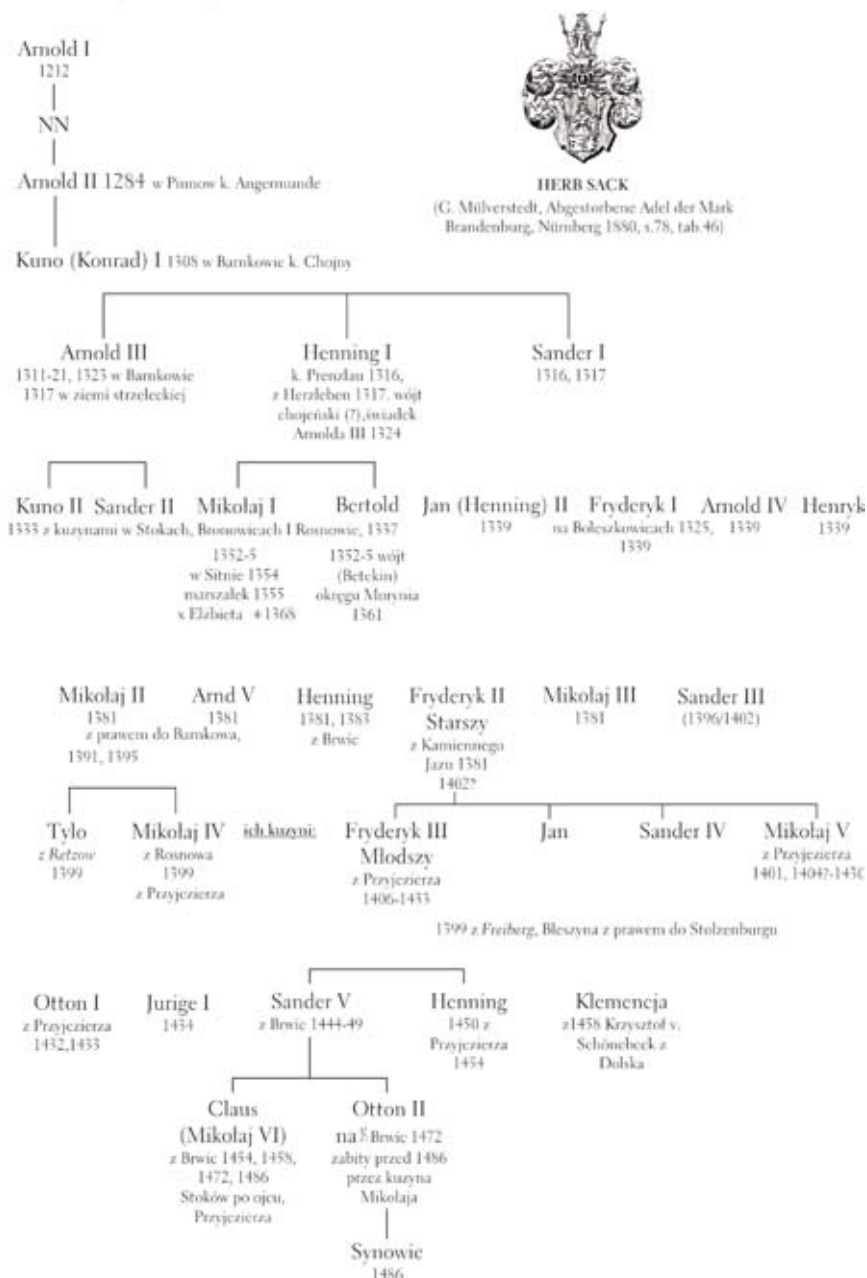 Arnold I
1212
NN
Arnold II 1284 w Pinnow k. Angermunde
Kuno (Konrad) I 1308 w Barnkowie k. Chojny
HERB SACK
(G. Mülverstedt, Abgestorbene Adel der Mark
Brandenburg, Nürnberg 1880, s.78, tab.46)
Arnold III
1311-21, 1323 w Barnkowie
1317 w ziemi strzeleckiej
Henning I
k. Prenzlau 1316,
z Herzleben 1317. wójt
chojeński (?),świadek
Arnolda III 1324
Sander I
1316, 1317
Kuno II Sander II Mikołaj I Bertold
1333 z kuzynami w Stokach, Bronowicach I Rosnowie, 1337
1352-5
w Sitnie 1354
marszałek 1355
x Elżbieta +1368
1352-5 wójt
(Betekin)
okręgu Morynia
1361
Jan (Henning) II
1339
Fryderyk I
na Boleszkowicach 1325,
1339
Arnold IV
1339
Henryk
1339
Mikołaj II
1381
Arnd V
1381
z prawem do Barnkowa,
1391, 1395
Henning
1381, 1383
z Brwic
Fryderyk II
Starszy
z Kamiennego
Jazu 1381
1402?
Mikołaj III
1381
Sander III
(1396/1402)
Tylo
z Retzow
1399
Mikołaj IV
z Rosnowa
1399
z Przyjezierza
ich kuzyni:
Fryderyk III
Młodszy
z Przyjezierza
1406-1433
Jan
Sander IV
Mikołaj V
z Przyjezierza
1401, 1404?-1430
1399 z Freiberg, Błeszyna z prawem do Stolzenburgu
Otton I
z Przyjezierza
1432,1433
Jurige I
1454
Sander V
z Brwic 1444-49
Henning
1450 z
Przyjezierza
1454
Klemencja
z1458 Krzysztof v.
Schönebeck z
Dolska
Claus
(Mikołaj VI)
z Brwic 1454, 1458,
1472, 1486
Stoków po ojcu,
Przyjezierza
Otton II
na Brwic 1472
zabity przed 1486
przez kuzyna
Mikołaja
Synowie
1486